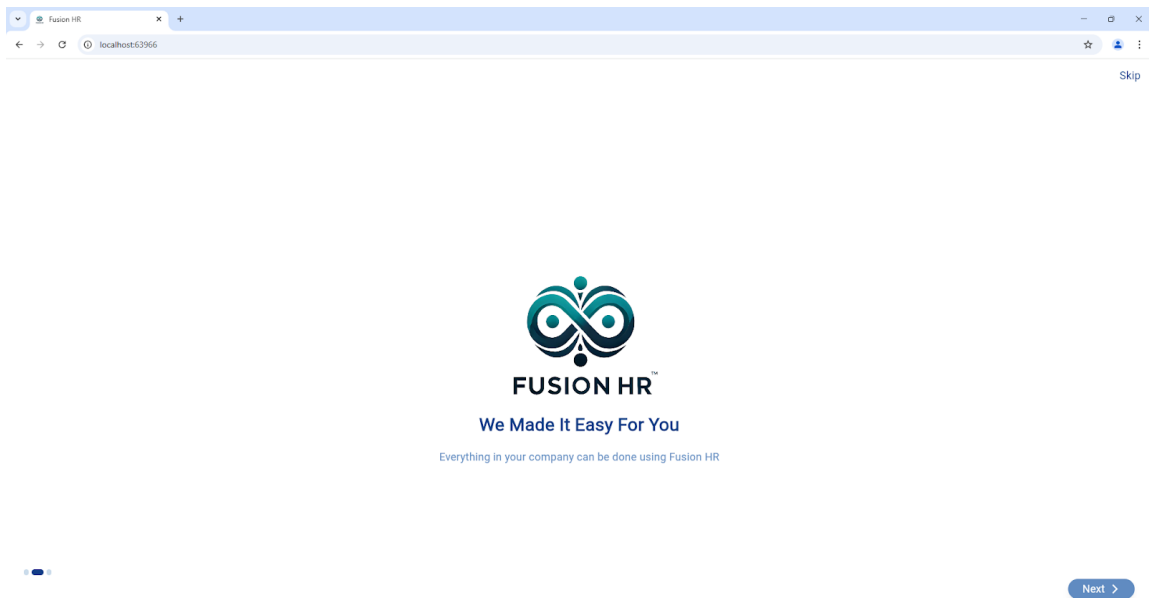 Fusion HR
localhost:63966
Skip
FUSION HR™
We Made It Easy For You
Everything in your company can be done using Fusion HR
Next